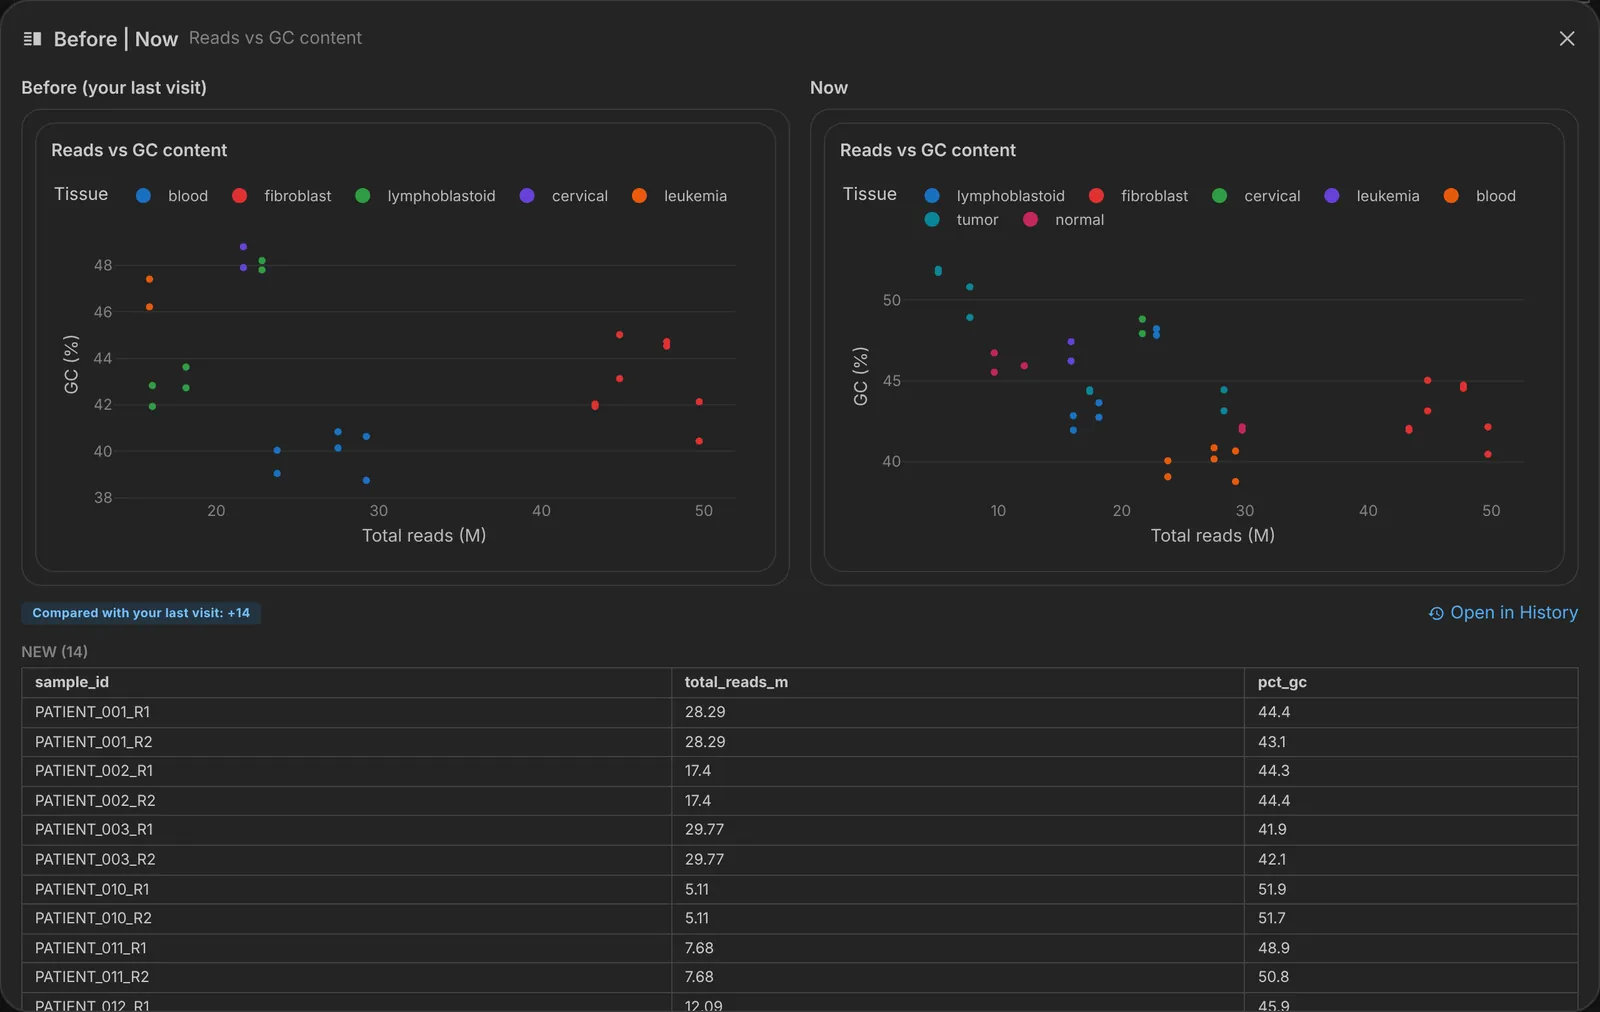 Before | Now Reads vs GC content
Before (your last visit)
Reads vs GC content
Tissue blood fibroblast lymphoblastoid cervical leukemia
48
46
44
42
40
38
GC (%)
20 30 40 50
Total reads (M)
Now
Reads vs GC content
Tissue lymphoblastoid fibroblast cervical leukemia blood
tumor normal
50
45
40
GC (%)
10 20 30 40 50
Total reads (M)
Compared with your last visit: +14
Open in History
NEW (14)
sample_id total_reads_m pct_gc
PATIENT_001_R1 28.29 44.4
PATIENT_001_R2 28.29 43.1
PATIENT_002_R1 17.4 44.3
PATIENT_002_R2 17.4 44.4
PATIENT_003_R1 29.77 41.9
PATIENT_003_R2 29.77 42.1
PATIENT_010_R1 5.11 51.9
PATIENT_010_R2 5.11 51.7
PATIENT_011_R1 7.68 48.9
PATIENT_011_R2 7.68 50.8
PATIENT_012_R1 12.09 45.9